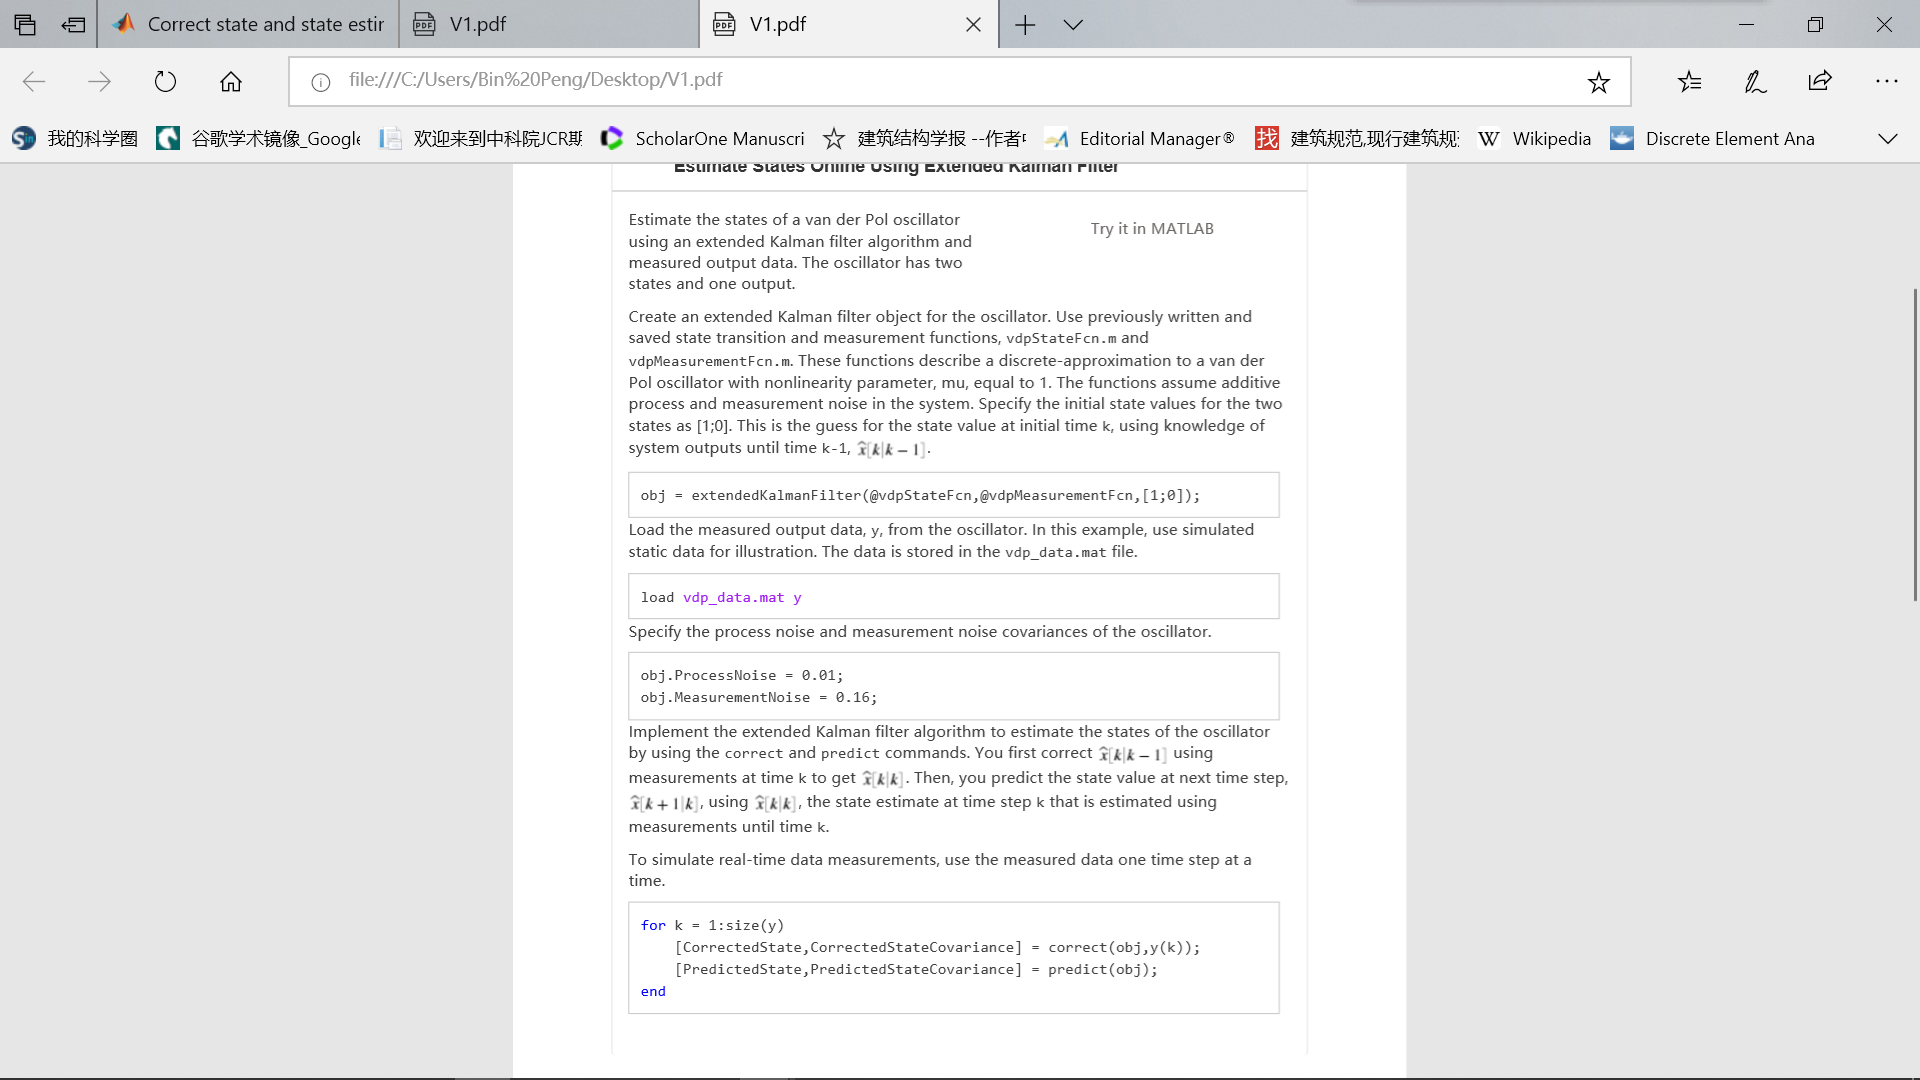 Correct state and state estir
V1.pdf
V1.pdf
file:///C:/Users/Bin%20Peng/Desktop/V1.pdf
我的科学圈
谷歌学术镜像_Google
欢迎来到中科院JCR期
ScholarOne Manuscri
建筑结构学报 --作者中
Editorial Manager®
找 建筑规范,现行建筑规范
W Wikipedia
Discrete Element Ana
Estimate States Online Using Extended Kalman Filter
Estimate the states of a van der Pol oscillator
using an extended Kalman filter algorithm and
measured output data. The oscillator has two
states and one output.
Try it in MATLAB
Create an extended Kalman filter object for the oscillator. Use previously written and
saved state transition and measurement functions, vdpStateFcn.m and
vdpMeasurementFcn.m. These functions describe a discrete-approximation to a van der
Pol oscillator with nonlinearity parameter, mu, equal to 1. The functions assume additive
process and measurement noise in the system. Specify the initial state values for the two
states as [1;0]. This is the guess for the state value at initial time k, using knowledge of
system outputs until time k-1, x̂[k|k − 1].
obj = extendedKalmanFilter(@vdpStateFcn,@vdpMeasurementFcn,[1;0]);
Load the measured output data, y, from the oscillator. In this example, use simulated
static data for illustration. The data is stored in the vdp_data.mat file.
load vdp_data.mat y
Specify the process noise and measurement noise covariances of the oscillator.
obj.ProcessNoise = 0.01;
obj.MeasurementNoise = 0.16;
Implement the extended Kalman filter algorithm to estimate the states of the oscillator
by using the correct and predict commands. You first correct x̂[k|k − 1] using
measurements at time k to get x̂[k|k]. Then, you predict the state value at next time step,
x̂[k + 1|k], using x̂[k|k], the state estimate at time step k that is estimated using
measurements until time k.
To simulate real-time data measurements, use the measured data one time step at a
time.
for k = 1:size(y)
[CorrectedState,CorrectedStateCovariance] = correct(obj,y(k));
[PredictedState,PredictedStateCovariance] = predict(obj);
end